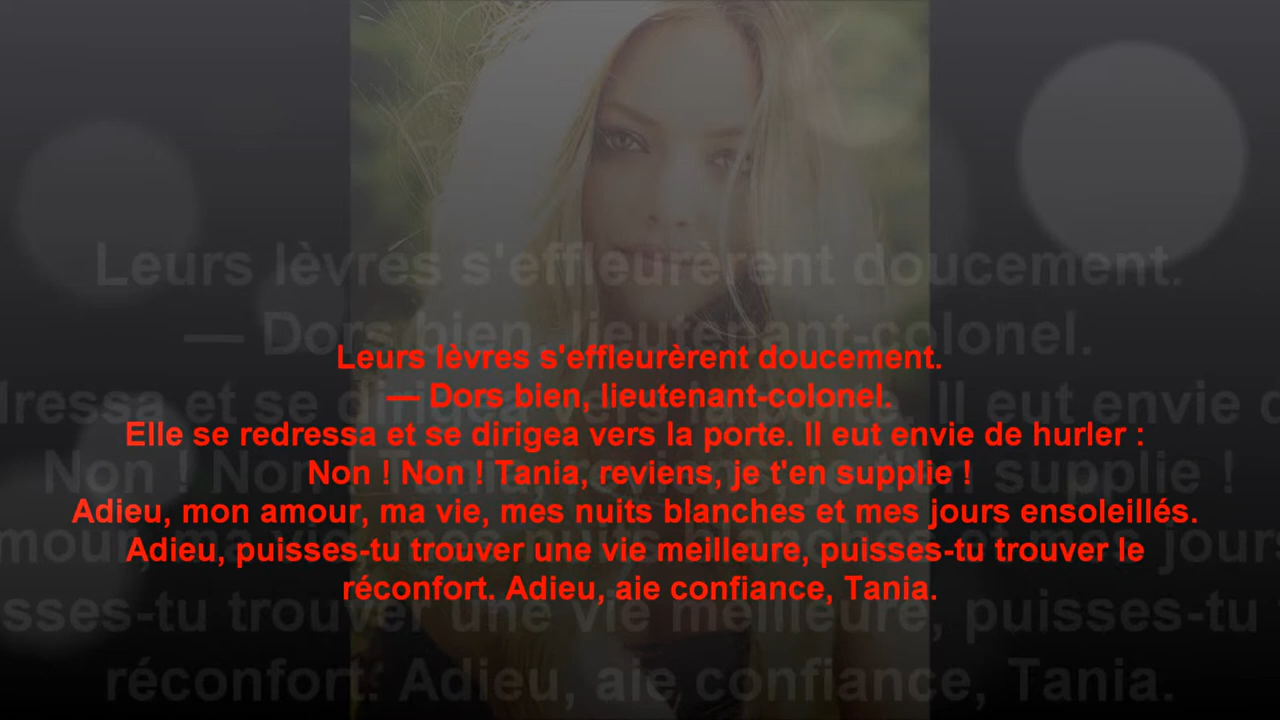 Leurs lèvres s'effleurèrent doucement.
— Dors bien, lieutenant-colonel.
Elle se redressa et se dirigea vers la porte. Il eut envie de hurler :
Non ! Non ! Tania, reviens, je t'en supplie !
Adieu, mon amour, ma vie, mes nuits blanches et mes jours ensoleillés.
Adieu, puisses-tu trouver une vie meilleure, puisses-tu trouver le
réconfort. Adieu, aie confiance, Tania.